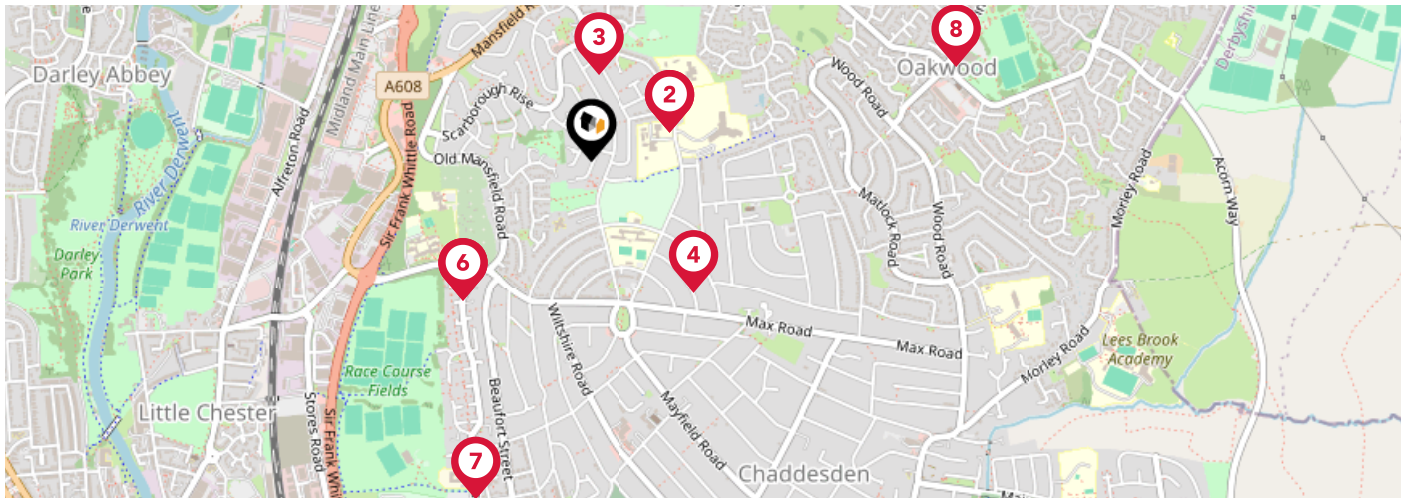 Darley Abbey
Midland Main Line
A608
Mansfield R
Scarborough Rise
3
2
8
Oakwood
Wood Road
Derbyshir
Alfreton Road
Sir Frank Whittle Road
Old Mansfield Road
River Derwent
River Derwent
Darley
Park
6
4
Matlock Road
Wood Road
Morley Road
Acorn Way
Max Road
Max Road
Wiltshire Road
Race Course
Fields
Beaufort Street
Mayfield Road
Morley Road
Lees Brook
Academy
Little Chester
Stores Road
Sir Frank Whi
7
Chaddesden